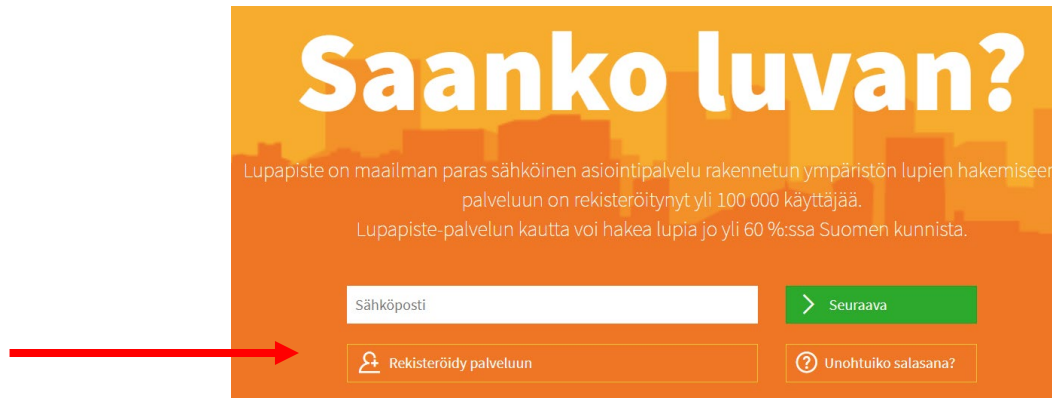 Saanko luvan?
Lupapiste on maailman paras sähköinen asiointipalvelu rakennetun ympäristön lupien hakemiseen
palveluun on rekisteröitynyt yli 100 000 käyttäjää.
Lupapiste-palvelun kautta voi hakea lupia jo yli 60 %:ssa Suomen kunnista.
Sähköposti
Seuraava
Rekisteröidy palveluun
Unohtuiko salasana?